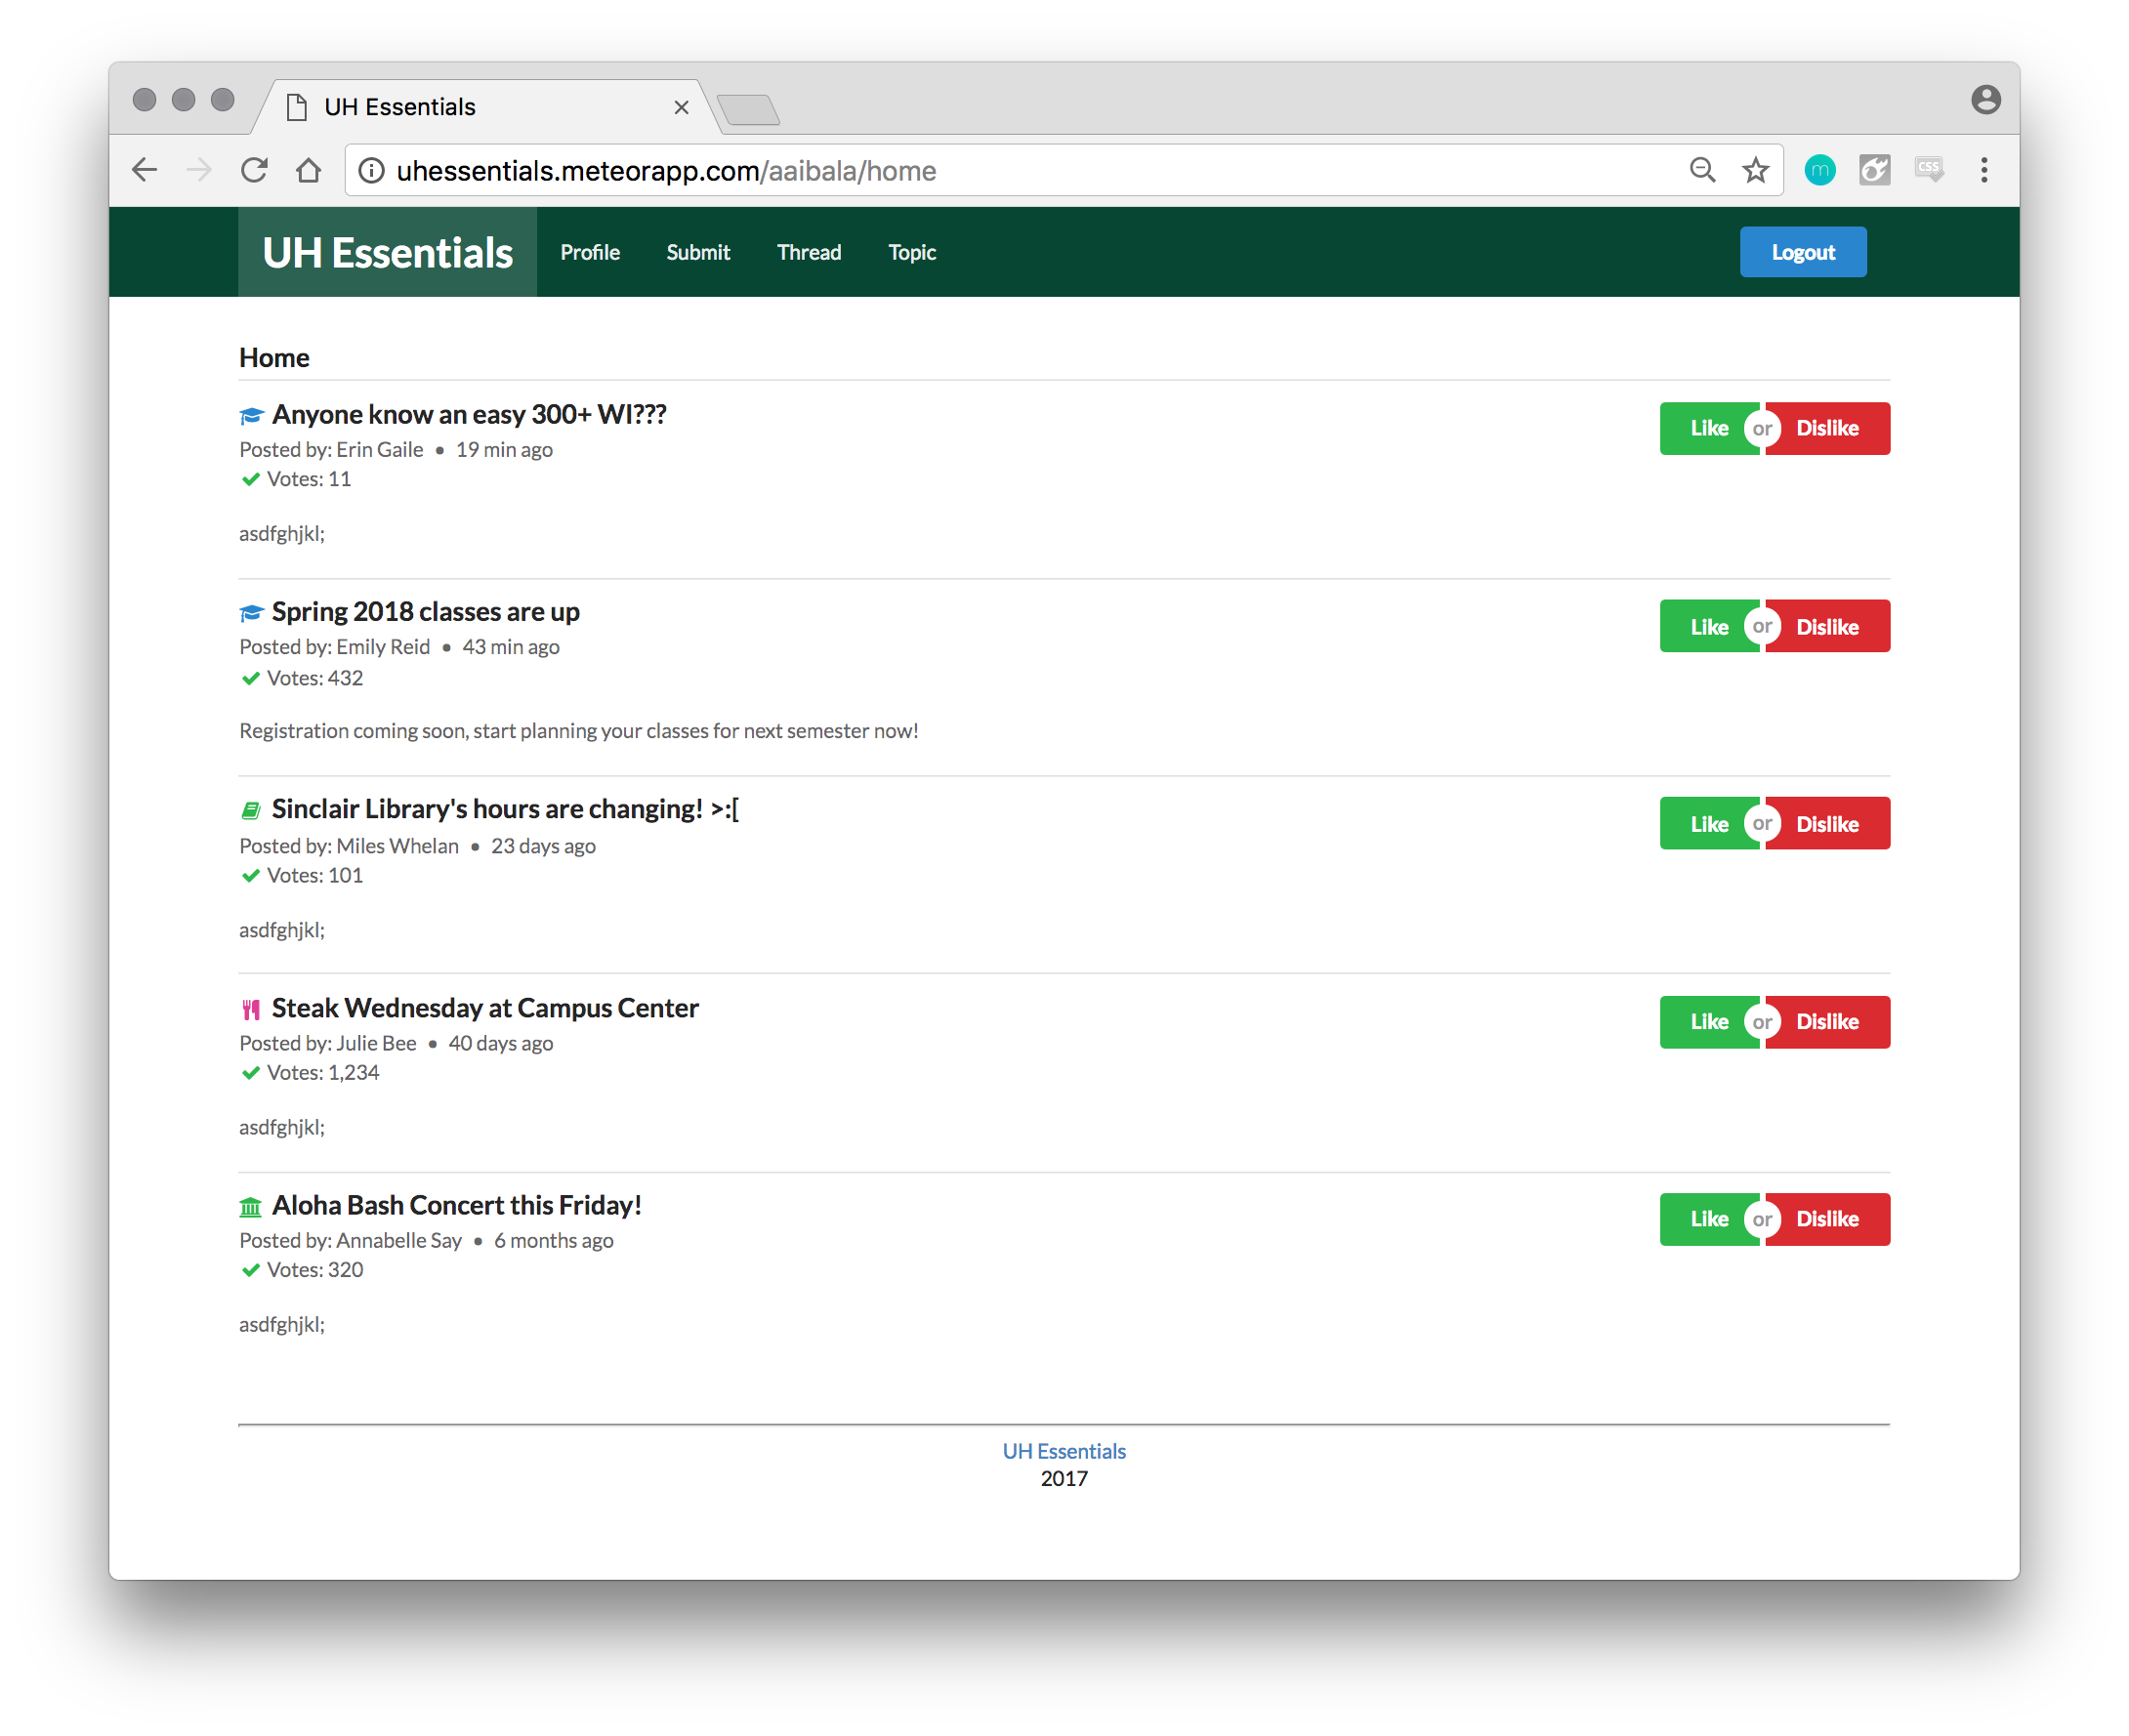 UH Essentials
uhessentials.meteorapp.com/aaibala/home
m
CSS
UH Essentials Profile Submit Thread Topic Logout
Home
Anyone know an easy 300+ WI???
Like or Dislike
Posted by: Erin Gaile • 19 min ago
Votes: 11
asdfghjkl;
Spring 2018 classes are up
Like or Dislike
Posted by: Emily Reid • 43 min ago
Votes: 432
Registration coming soon, start planning your classes for next semester now!
Sinclair Library's hours are changing! >:[
Like or Dislike
Posted by: Miles Whelan • 23 days ago
Votes: 101
asdfghjkl;
Steak Wednesday at Campus Center
Like or Dislike
Posted by: Julie Bee • 40 days ago
Votes: 1,234
asdfghjkl;
Aloha Bash Concert this Friday!
Like or Dislike
Posted by: Annabelle Say • 6 months ago
Votes: 320
asdfghjkl;
UH Essentials
2017